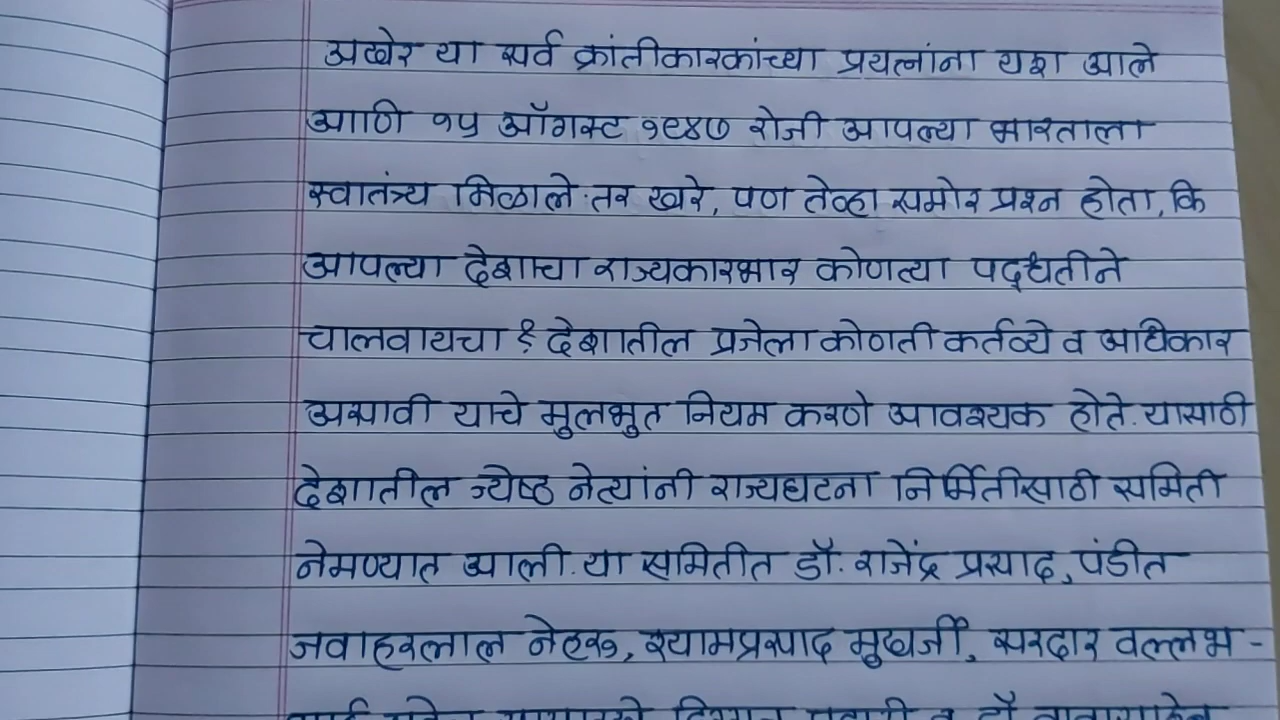 अखेर या सर्व क्रांतीकारकांच्या प्रयत्नांना यश आले
आणि १५ ऑगस्ट १९४७ रोजी आपल्या भारताला
स्वातंत्र्य मिळाले तर खरे, पण तेव्हा समोर प्रश्न होता, कि
आपल्या देशाचा राज्यकारभार कोणत्या पद्धतीने
चालवायचा ? देशातील प्रजेला कोणती कर्तव्ये व अधिकार
असावी याचे मुलभुत नियम करणे आवश्यक होते. यासाठी
देशातील ज्येष्ठ नेत्यांनी राज्यघटना निर्मितीसाठी समिती
नेमण्यात आली. या समितीत डॉ. राजेंद्र प्रसाद, पंडीत
जवाहरलाल नेहरू, श्यामप्रसाद मुखर्जी, सरदार वल्लभ -